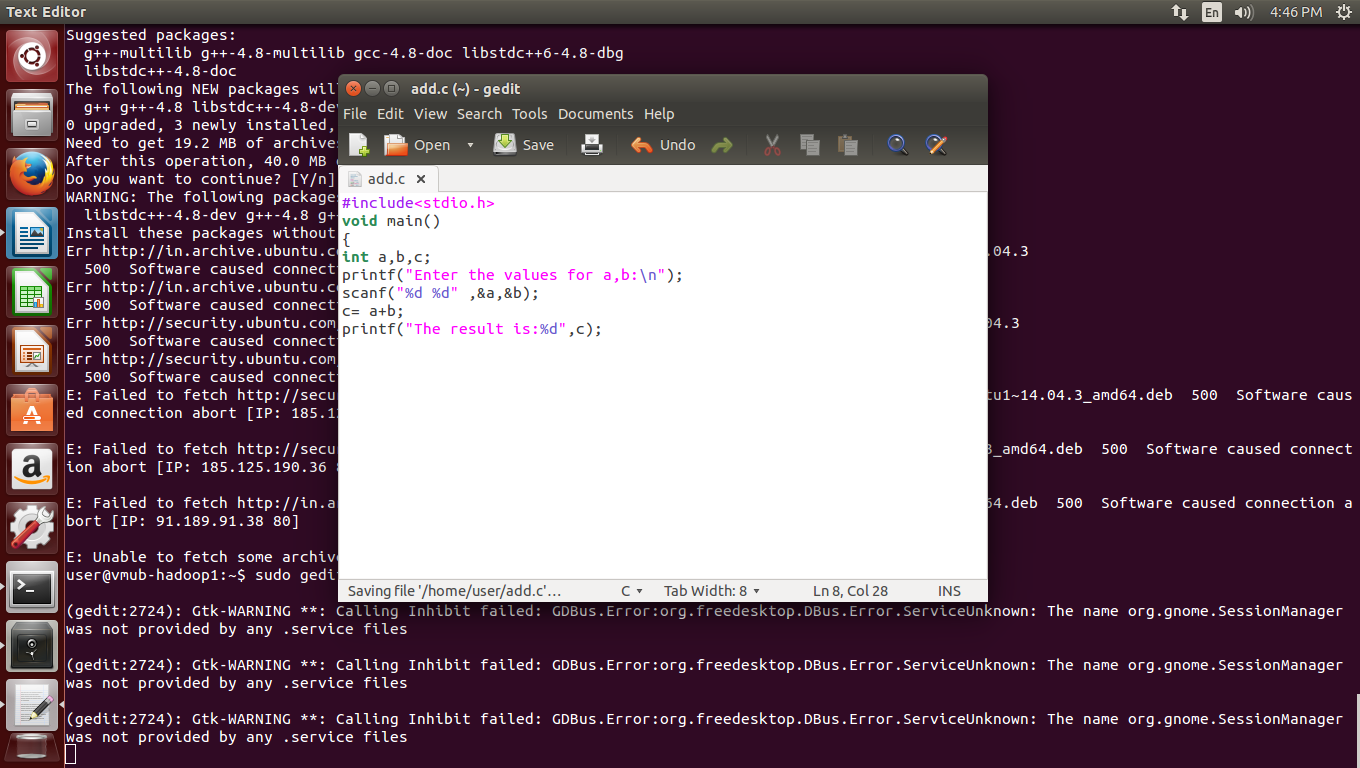 Text Editor
En
4:46 PM
Suggested packages:
g++-multilib g++-4.8-multilib gcc-4.8-doc libstdc++6-4.8-dbg
libstdc++-4.8-doc
The following NEW packages wil
g++ g++-4.8 libstdc++-4.8-de
0 upgraded, 3 newly installed,
Need to get 19.2 MB of archive
After this operation, 40.0 MB
Do you want to continue? [Y/n]
WARNING: The following package
libstdc++-4.8-dev g++-4.8 g+
Install these packages without
Err http://in.archive.ubuntu.c
.04.3
500 Software caused connect
Err http://in.archive.ubuntu.c
500 Software caused connect
Err http://security.ubuntu.com
04.3
500 Software caused connect
Err http://security.ubuntu.com
500 Software caused connect
E: Failed to fetch http://secu
tu1~14.04.3_amd64.deb 500 Software caus
ed connection abort [IP: 185.1
E: Failed to fetch http://secu
3_amd64.deb 500 Software caused connect
ion abort [IP: 185.125.190.36
E: Failed to fetch http://in.a
64.deb 500 Software caused connection a
bort [IP: 91.189.91.38 80]
E: Unable to fetch some archiv
user@vmub-hadoop1:~$ sudo gedi
(gedit:2724): Gtk-WARNING **: Calling Inhibit failed: GDBus.Error:org.freedesktop.DBus.Error.ServiceUnknown: The name org.gnome.SessionManager
was not provided by any .service files
(gedit:2724): Gtk-WARNING **: Calling Inhibit failed: GDBus.Error:org.freedesktop.DBus.Error.ServiceUnknown: The name org.gnome.SessionManager
was not provided by any .service files
(gedit:2724): Gtk-WARNING **: Calling Inhibit failed: GDBus.Error:org.freedesktop.DBus.Error.ServiceUnknown: The name org.gnome.SessionManager
was not provided by any .service files
add.c (~) - gedit
File Edit View Search Tools Documents Help
Open Save Undo
add.c
#include<stdio.h>
void main()
{
int a,b,c;
printf("Enter the values for a,b:\n");
scanf("%d %d" ,&a,&b);
c= a+b;
printf("The result is:%d",c);
Saving file '/home/user/add.c'… C Tab Width: 8 Ln 8, Col 28 INS